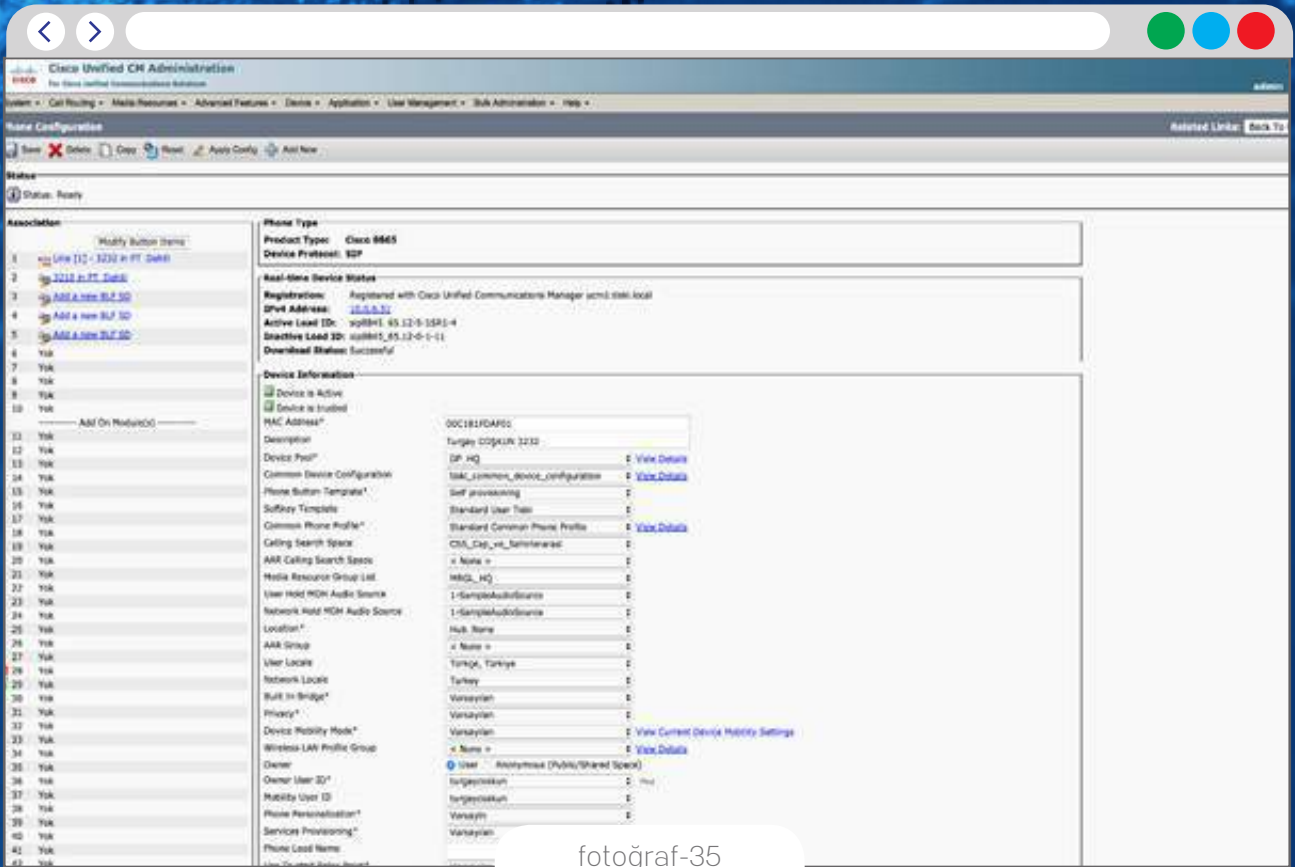 Cisco Unified CM Administration
For Cisco Unified Communications Solutions
admin
System Call Routing Media Resources Advanced Features Device Application User Management Bulk Administration Help
Phone Configuration
Related Links: Back To
Save Delete Copy Reset Apply Config Add New
Status
Status: Ready
Association
Modify Button Items
1 Line [1] - 3230 in PT_Dahili
2
3 Add a new BLF SD
4 Add a new BLF SD
5 Add a new BLF SD
6 Yok
7 Yok
8 Yok
9 Yok
10 Yok
Add On Module(s)
11 Yok
12 Yok
13 Yok
14 Yok
15 Yok
16 Yok
17 Yok
18 Yok
19 Yok
20 Yok
21 Yok
22 Yok
23 Yok
24 Yok
25 Yok
26 Yok
27 Yok
28 Yok
29 Yok
30 Yok
31 Yok
32 Yok
33 Yok
34 Yok
35 Yok
36 Yok
37 Yok
38 Yok
39 Yok
40 Yok
41 Yok
42 Yok
Phone Type
Product Type: Cisco 8865
Device Protocol: SIP
Real-time Device Status
Registration: Registered with Cisco Unified Communications Manager
IPv4 Address:
Active Load ID:
Inactive Load ID:
Download Status: Successful
Device Information
Device is Active
Device is trusted
MAC Address*
Description Turgay COŞKUN 3230
Device Pool* DP_HQ View Details
Common Device Configuration View Details
Phone Button Template* Self provisioning
Softkey Template Standard User
Common Phone Profile* Standard Common Phone Profile View Details
Calling Search Space
AAR Calling Search Space < None >
Media Resource Group List MRGL_HQ
User Hold MOH Audio Source 1-SampleAudioSource
Network Hold MOH Audio Source 1-SampleAudioSource
Location* Hub_None
AAR Group < None >
User Locale Türkçe, Türkiye
Network Locale Turkey
Built In Bridge* Varsayılan
Privacy* Varsayılan
Device Mobility Mode* Varsayılan View Current Device Mobility Settings
Wireless LAN Profile Group < None > View Details
Owner User Anonymous (Public/Shared Space)
Owner User ID* turgaycoskun
Mobility User ID turgaycoskun
Phone Personalization* Varsayıln
Services Provisioning* Varsayılan
Phone Load Name
fotoğraf-35